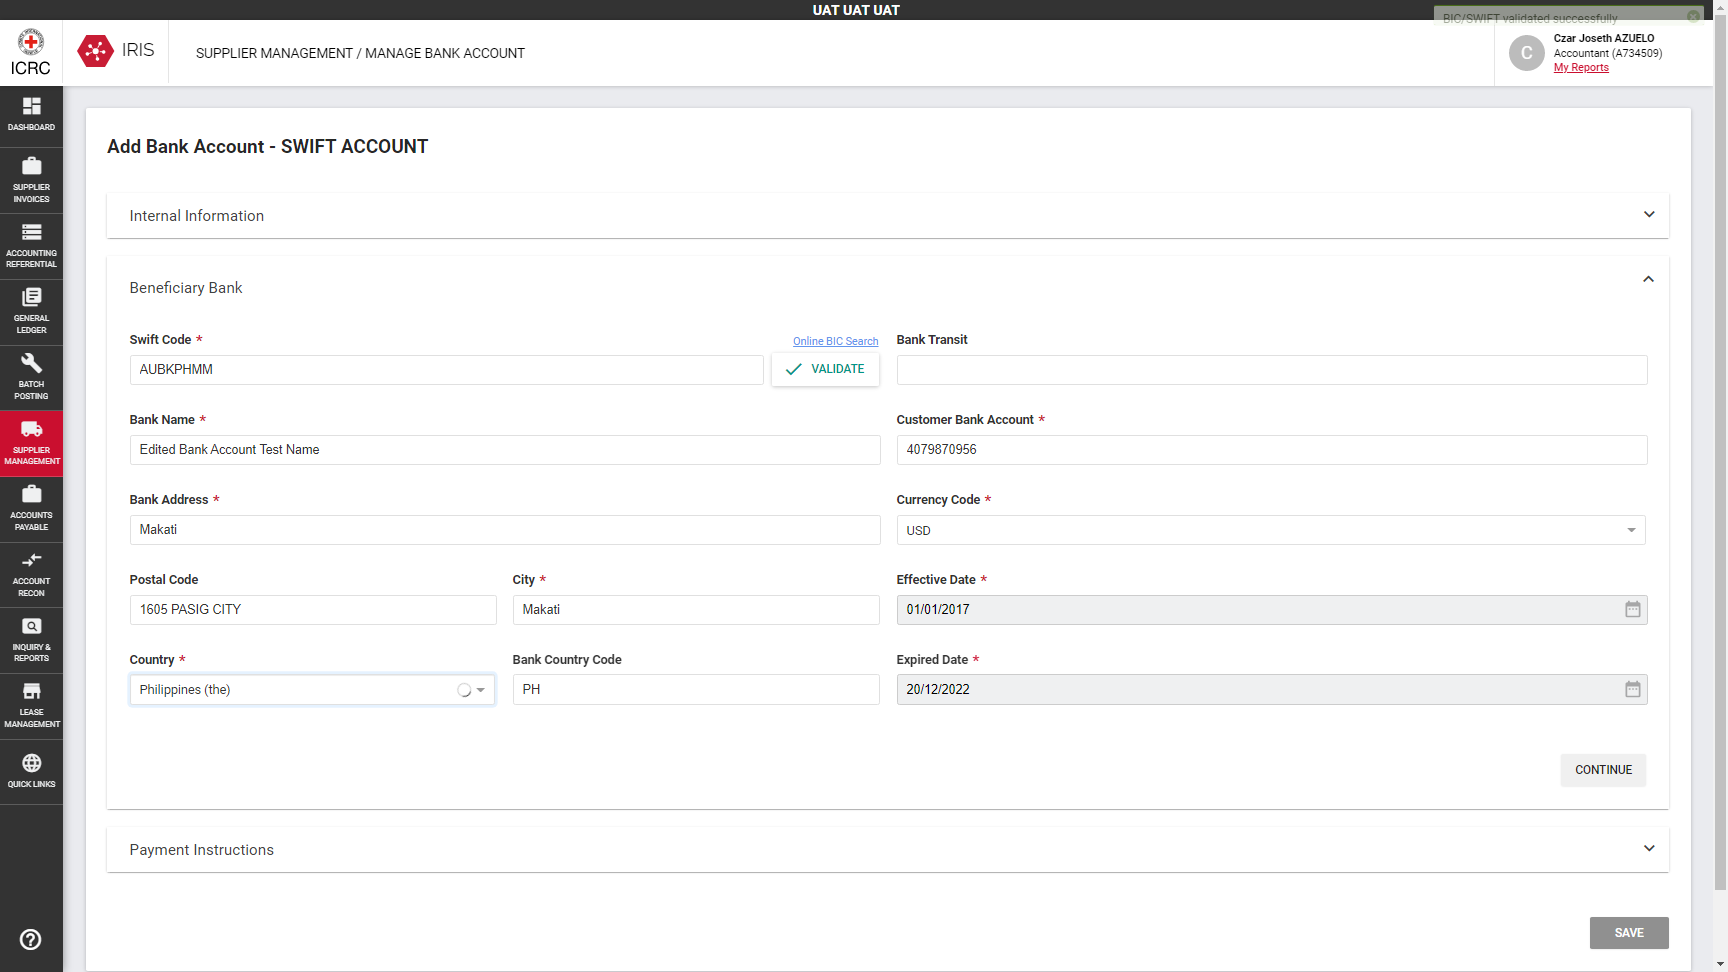 UAT UAT UAT
BIC/SWIFT validated successfully
ICRC
IRIS
SUPPLIER MANAGEMENT / MANAGE BANK ACCOUNT
C
Czar Joseth AZUELO
Accountant (A734509)
My Reports
DASHBOARD
SUPPLIER
INVOICES
ACCOUNTING
REFERENTIAL
GENERAL
LEDGER
BATCH
POSTING
SUPPLIER
MANAGEMENT
ACCOUNTS
PAYABLE
ACCOUNT
RECON
INQUIRY &
REPORTS
LEASE
MANAGEMENT
QUICK LINKS
Add Bank Account - SWIFT ACCOUNT
Internal Information
Beneficiary Bank
Swift Code *
Online BIC Search
Bank Transit
AUBKPHMM
VALIDATE
Bank Name *
Customer Bank Account *
Edited Bank Account Test Name
4079870956
Bank Address *
Currency Code *
Makati
USD
Postal Code
City *
Effective Date *
1605 PASIG CITY
Makati
01/01/2017
Country *
Bank Country Code
Expired Date *
Philippines (the)
PH
20/12/2022
CONTINUE
Payment Instructions
SAVE